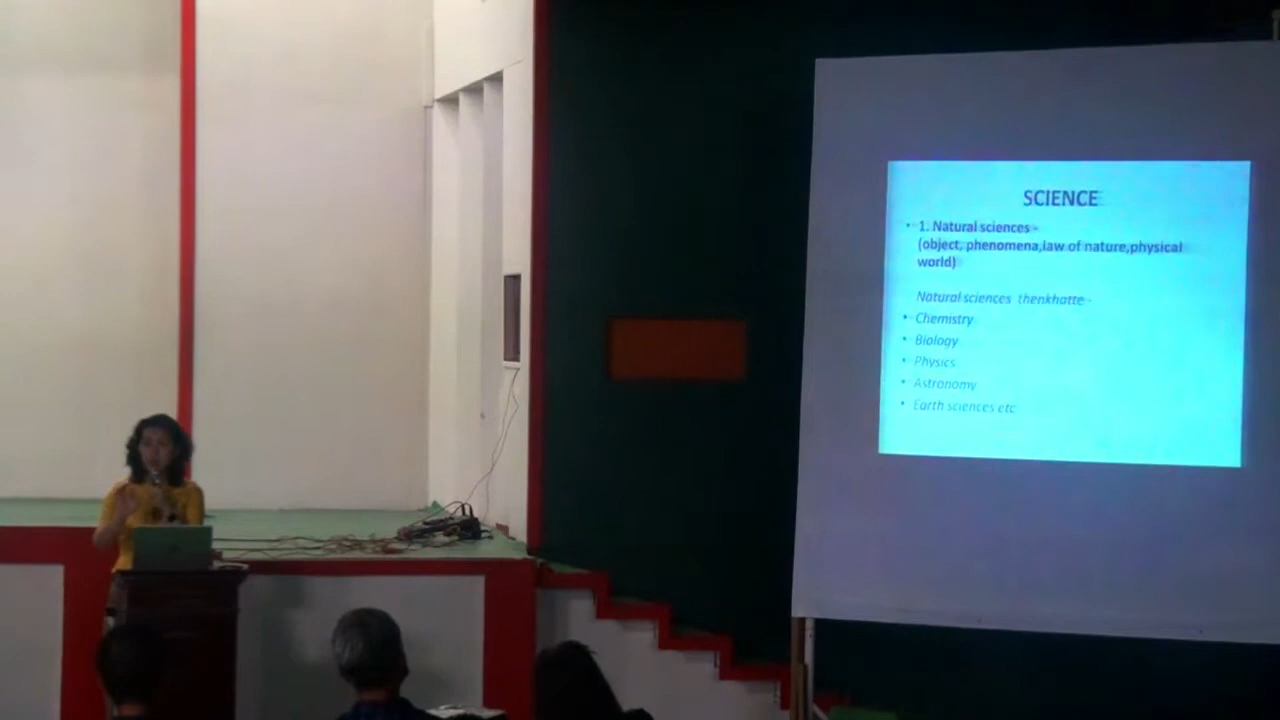 SCIENCE
• 1. Natural sciences -
(object, phenomena,law of nature,physical
world)
Natural sciences thenkhatte -
• Chemistry
• Biology
• Physics
• Astronomy
• Earth sciences etc